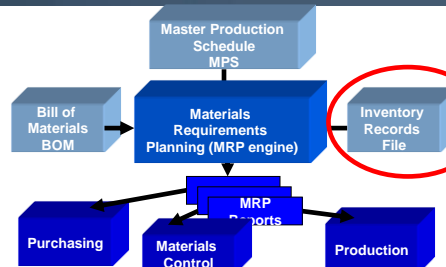 Master Production
Schedule
MPS
Bill of
Materials
BOM
Materials
Requirements
Planning (MRP engine)
Inventory
Records
File
MRP
Reports
Purchasing
Materials
Control
Production